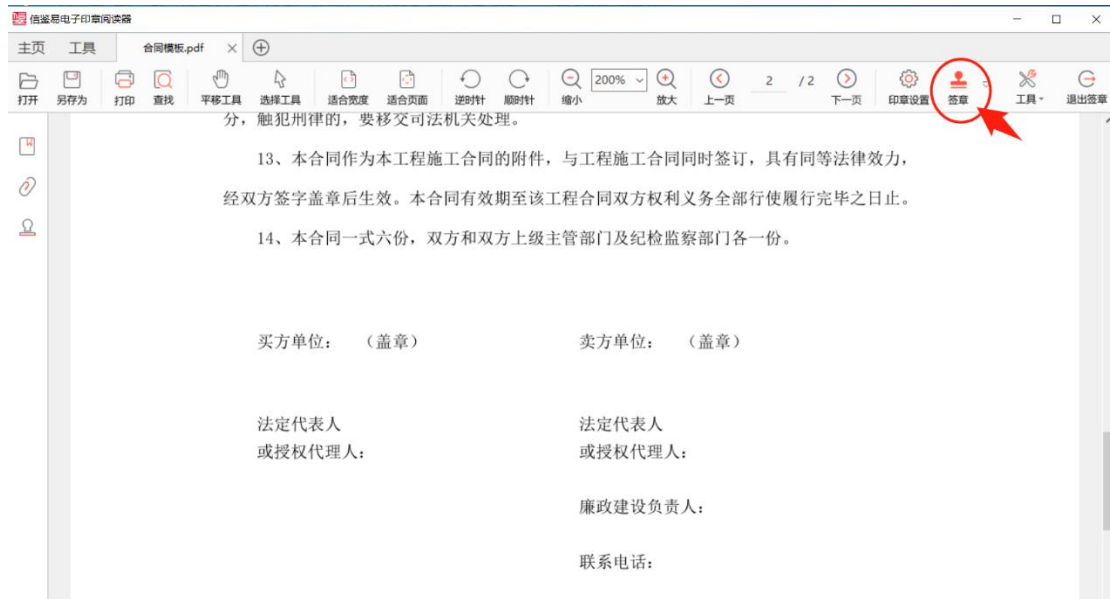 信鉴易电子印章阅读器
主页 工具 合同模板.pdf
打开 另存为 打印 查找 平移工具 选择工具 适合宽度 适合页面 逆时针 顺时针 缩小 200% 放大 上一页 2 / 2 下一页 印章设置 签章 工具 退出签章
分，触犯刑律的，要移交司法机关处理。
13、本合同作为本工程施工合同的附件，与工程施工合同同时签订，具有同等法律效力，
经双方签字盖章后生效。本合同有效期至该工程合同双方权利义务全部行使履行完毕之日止。
14、本合同一式六份，双方和双方上级主管部门及纪检监察部门各一份。
买方单位： （盖章） 卖方单位： （盖章）
法定代表人 法定代表人
或授权代理人： 或授权代理人：
廉政建设负责人：
联系电话：